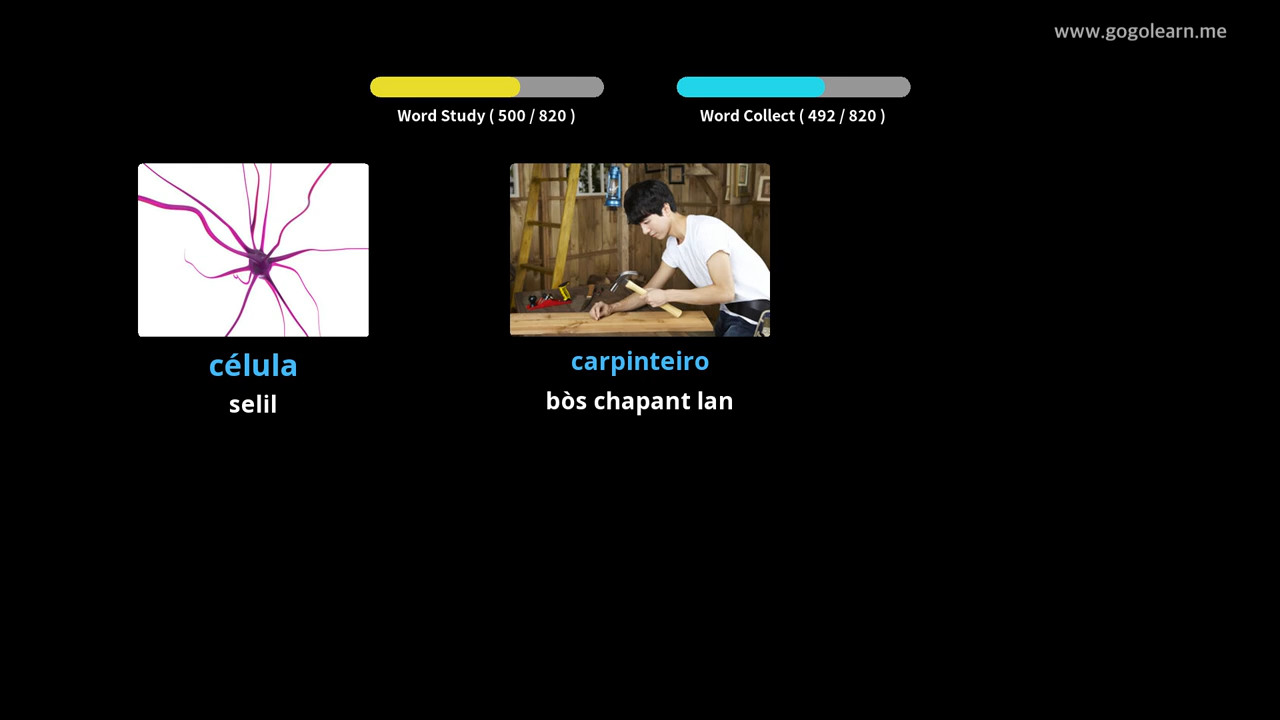 www.gogolearn.me
Word Study ( 500 / 820 )
Word Collect ( 492 / 820 )
célula
selil
carpinteiro
bòs chapant lan